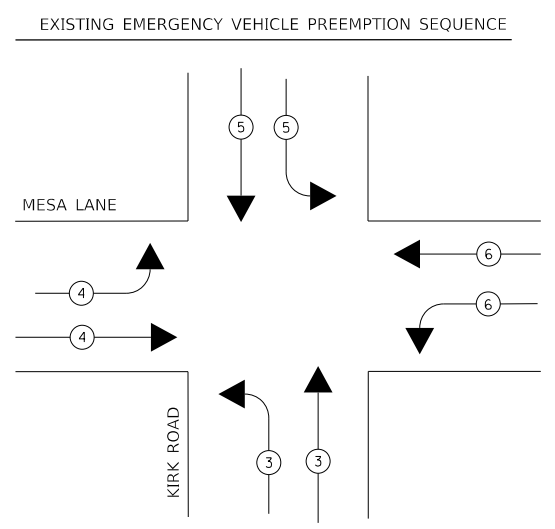 EXISTING EMERGENCY VEHICLE PREEMPTION SEQUENCE
5 5
MESA LANE
6
4
6
4
KIRK ROAD
3 3